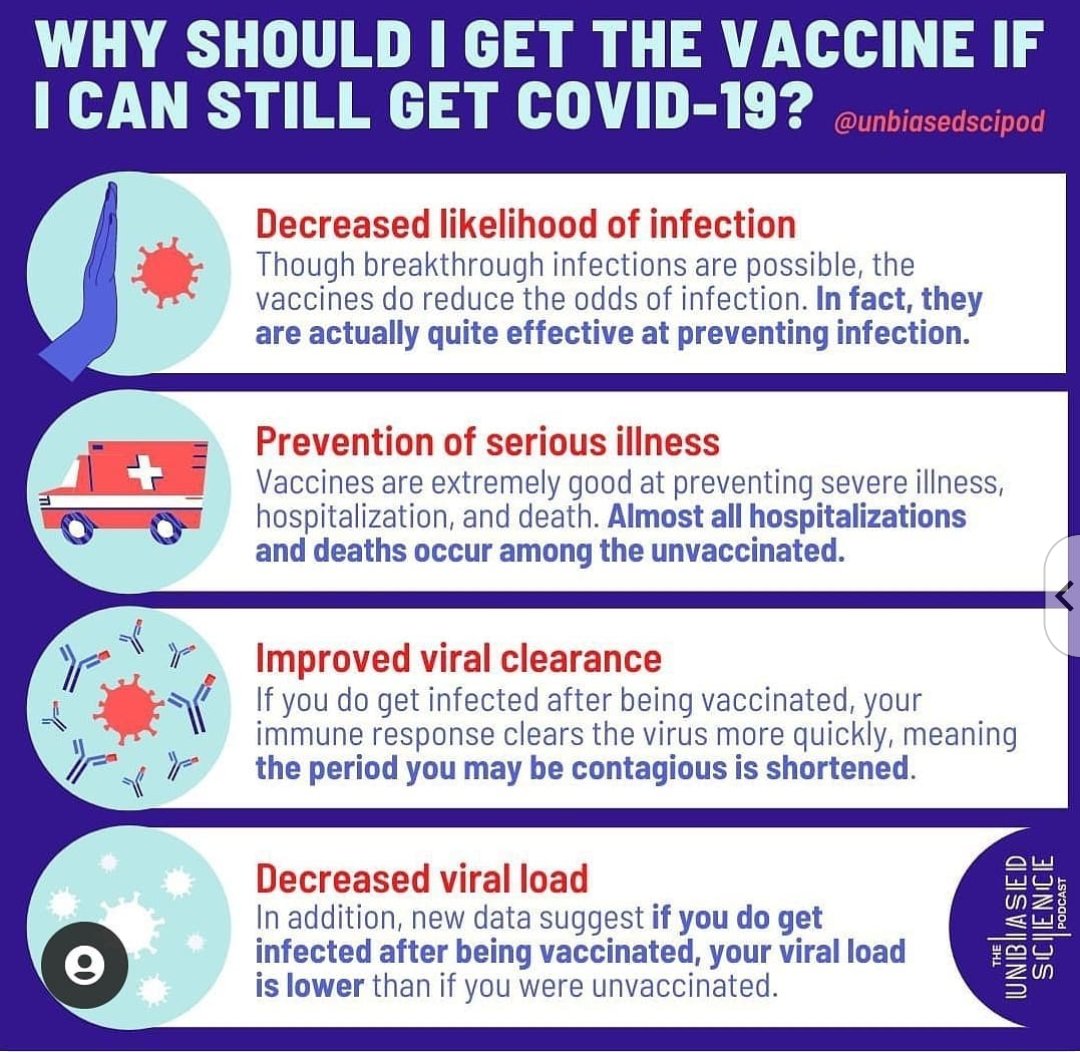 WHY SHOULD I GET THE VACCINE IF
I CAN STILL GET COVID-19?
@unbiasedscipod
Decreased likelihood of infection
Though breakthrough infections are possible, the
vaccines do reduce the odds of infection. In fact, they
are actually quite effective at preventing infection.
Prevention of serious illness
Vaccines are extremely good at preventing severe illness,
hospitalization, and death. Almost all hospitalizations
and deaths occur among the unvaccinated.
Improved viral clearance
If you do get infected after being vaccinated, your
immune response clears the virus more quickly, meaning
the period you may be contagious is shortened.
Decreased viral load
In addition, new data suggest if you do get
infected after being vaccinated, your viral load
is lower than if you were unvaccinated.
THE
UNBIASED
SCIENCE
PODCAST